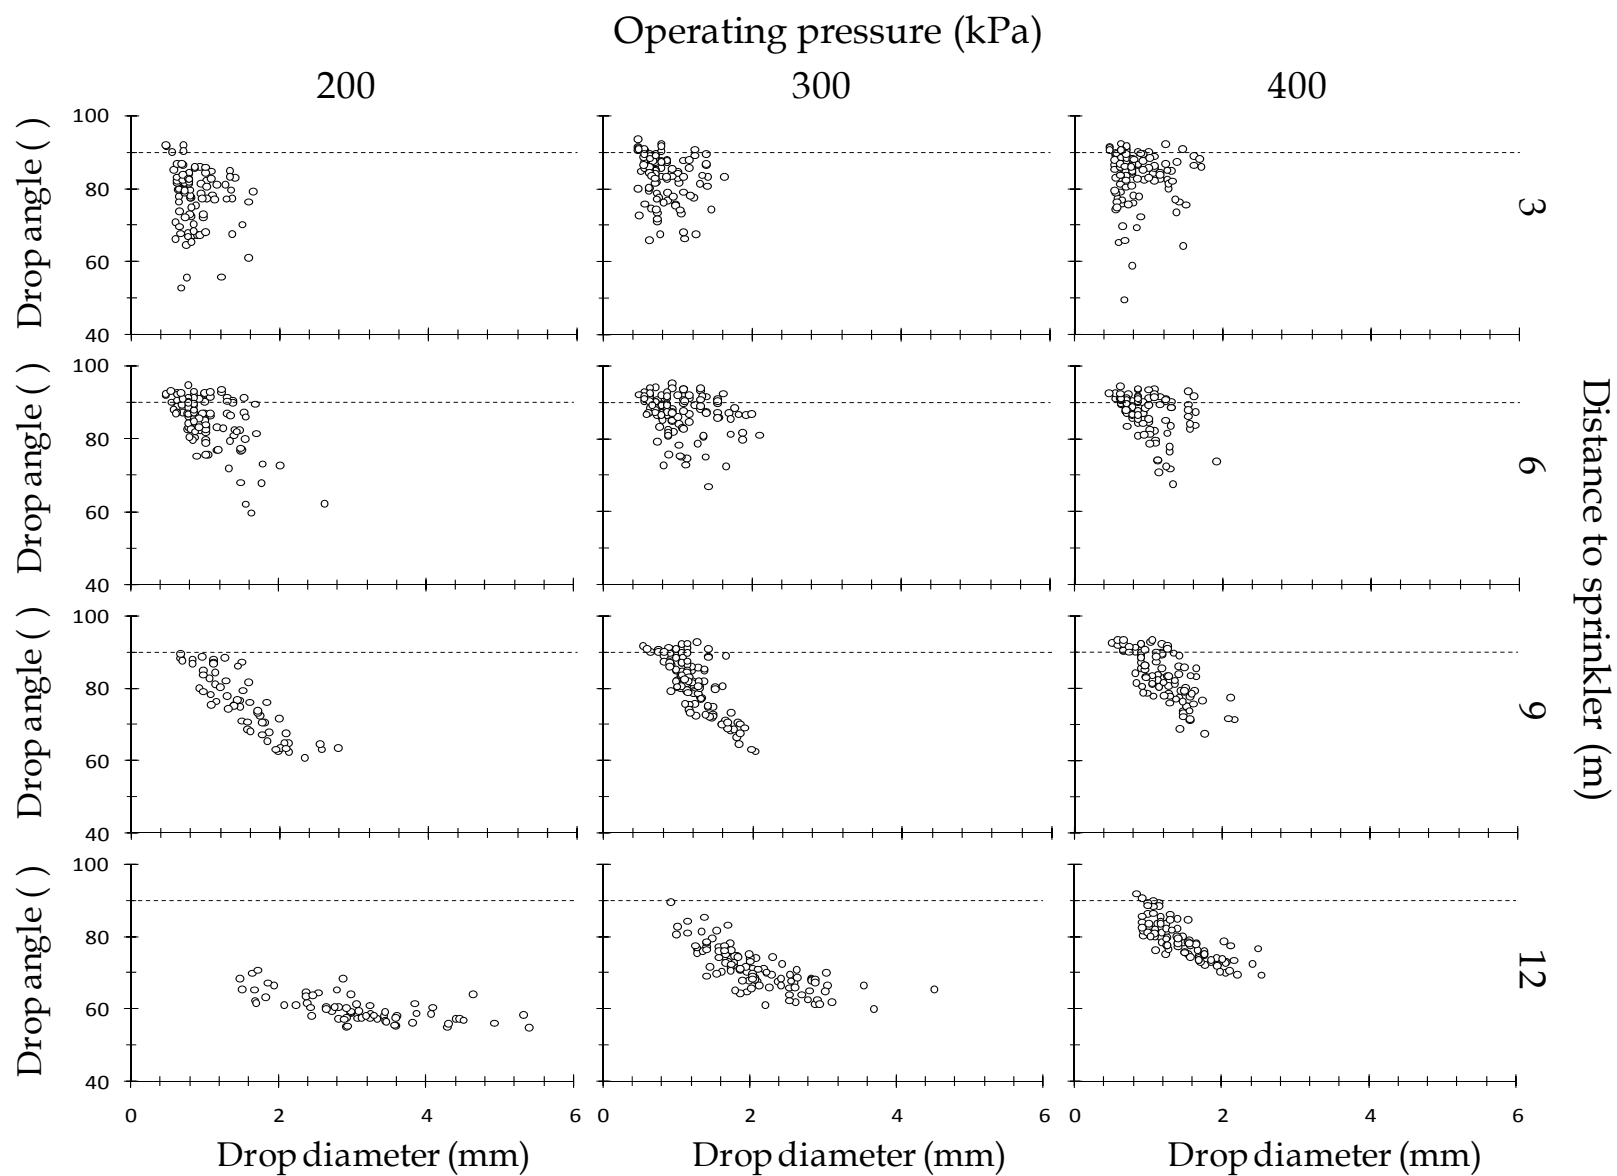 Operating pressure (kPa)
200 300 400
Drop angle ( )
100
80
60
40
3
Drop angle ( )
100
80
60
40
6
Drop angle ( )
100
80
60
40
9
Drop angle ( )
100
80
60
40
12
Distance to sprinkler (m)
0 2 4 6 0 2 4 6 0 2 4 6
Drop diameter (mm) Drop diameter (mm) Drop diameter (mm)